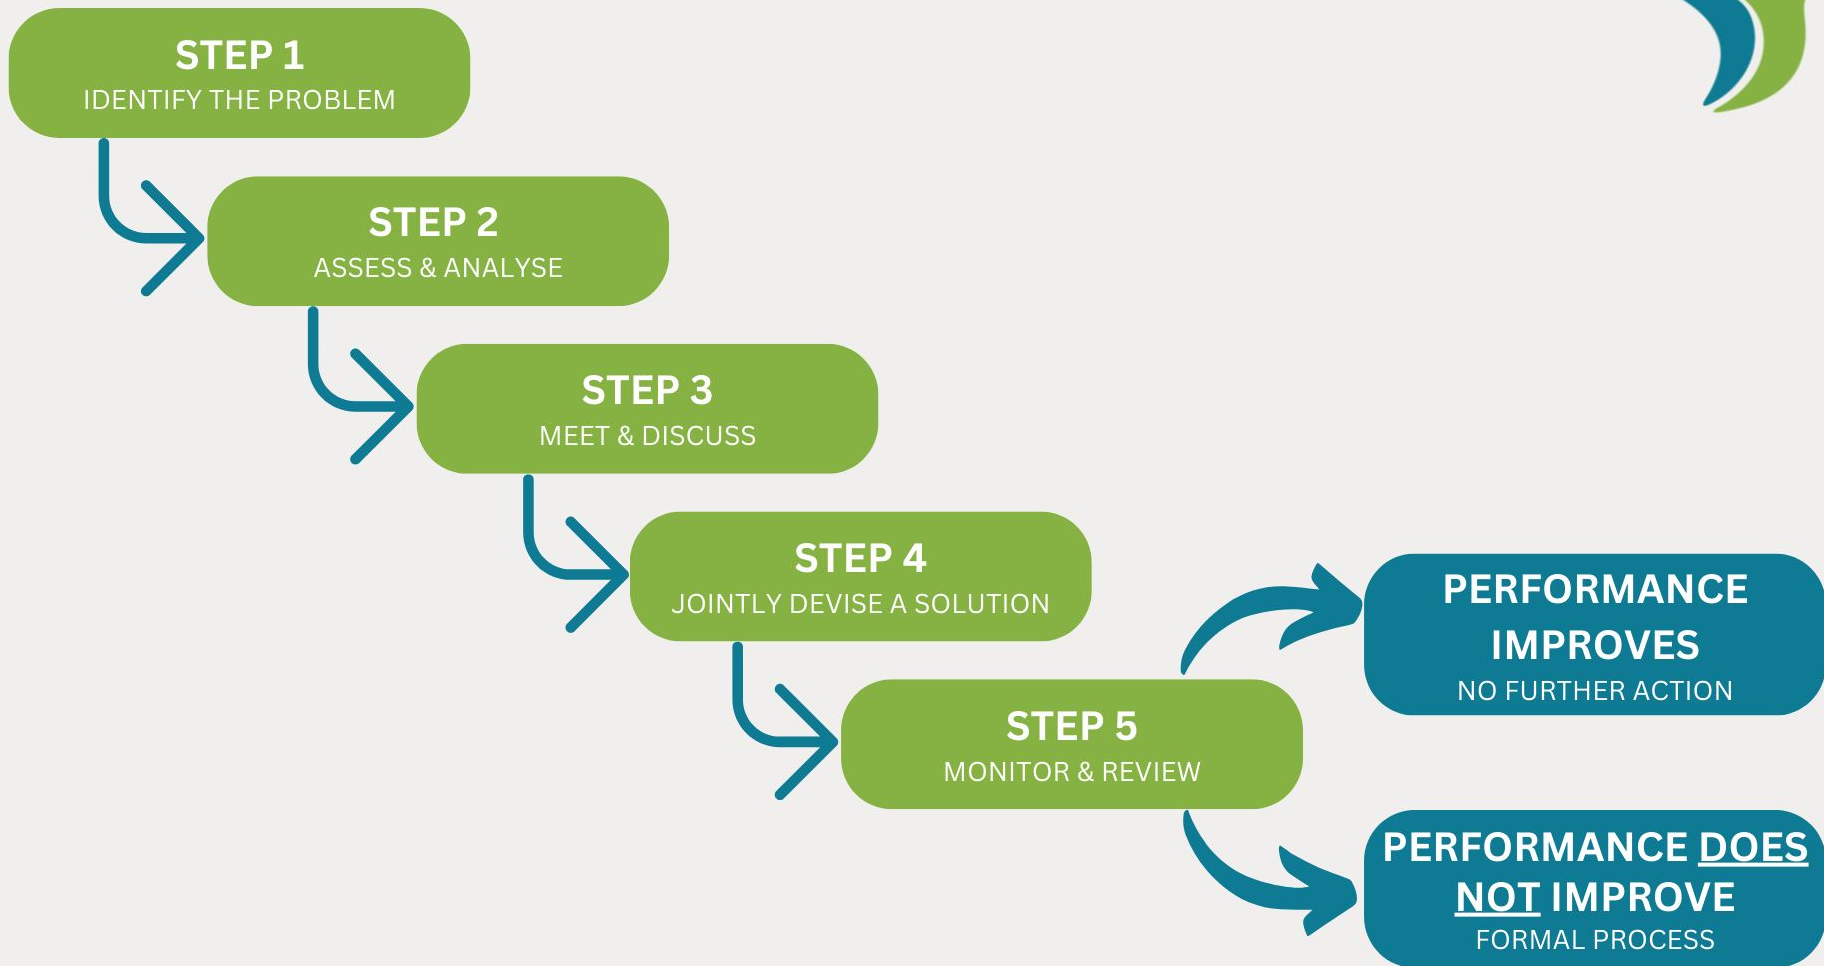 STEP 1
IDENTIFY THE PROBLEM
STEP 2
ASSESS & ANALYSE
STEP 3
MEET & DISCUSS
STEP 4
JOINTLY DEVISE A SOLUTION
STEP 5
MONITOR & REVIEW
PERFORMANCE
IMPROVES
NO FURTHER ACTION
PERFORMANCE DOES
NOT IMPROVE
FORMAL PROCESS